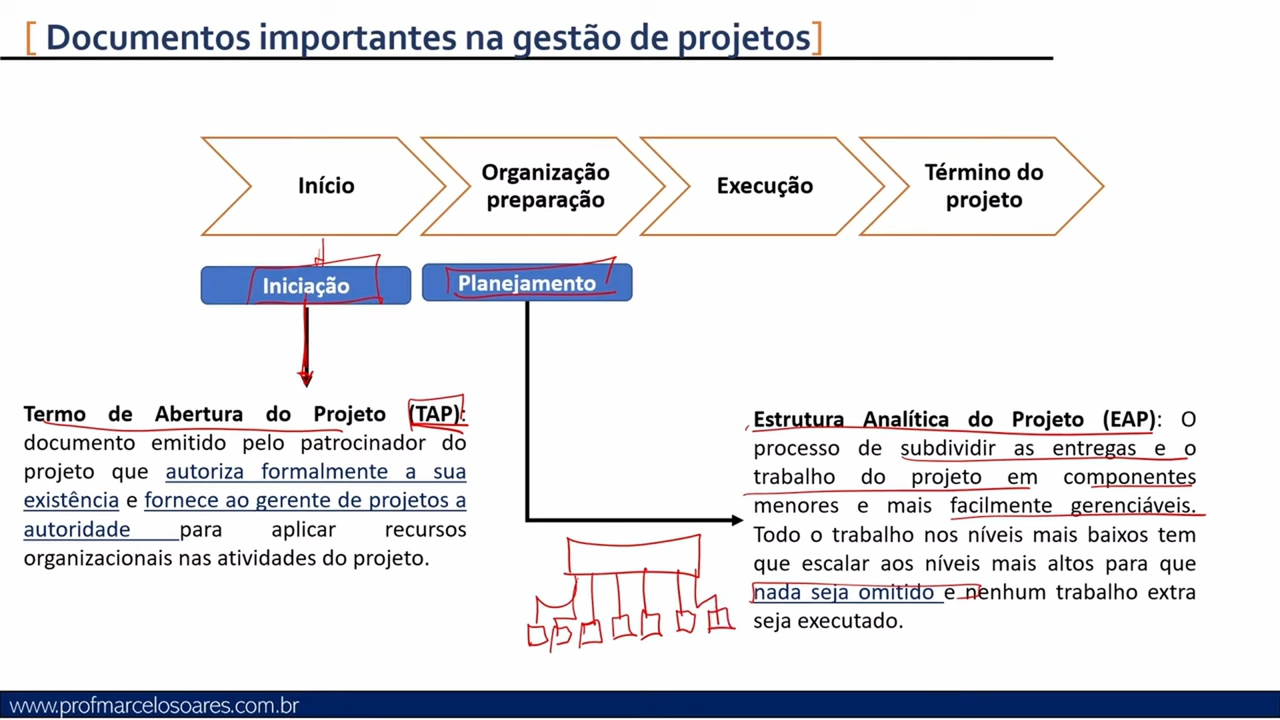 [ Documentos importantes na gestão de projetos]
Início
Organização
preparação
Execução
Término do
projeto
Iniciação
Planejamento
Termo de Abertura do Projeto (TAP):
documento emitido pelo patrocinador do
projeto que autoriza formalmente a sua
existência e fornece ao gerente de projetos a
autoridade para aplicar recursos
organizacionais nas atividades do projeto.
Estrutura Analítica do Projeto (EAP): O
processo de subdividir as entregas e o
trabalho do projeto em componentes
menores e mais facilmente gerenciáveis.
Todo o trabalho nos níveis mais baixos tem
que escalar aos níveis mais altos para que
nada seja omitido e nenhum trabalho extra
seja executado.
www.profmarcelosoares.com.br